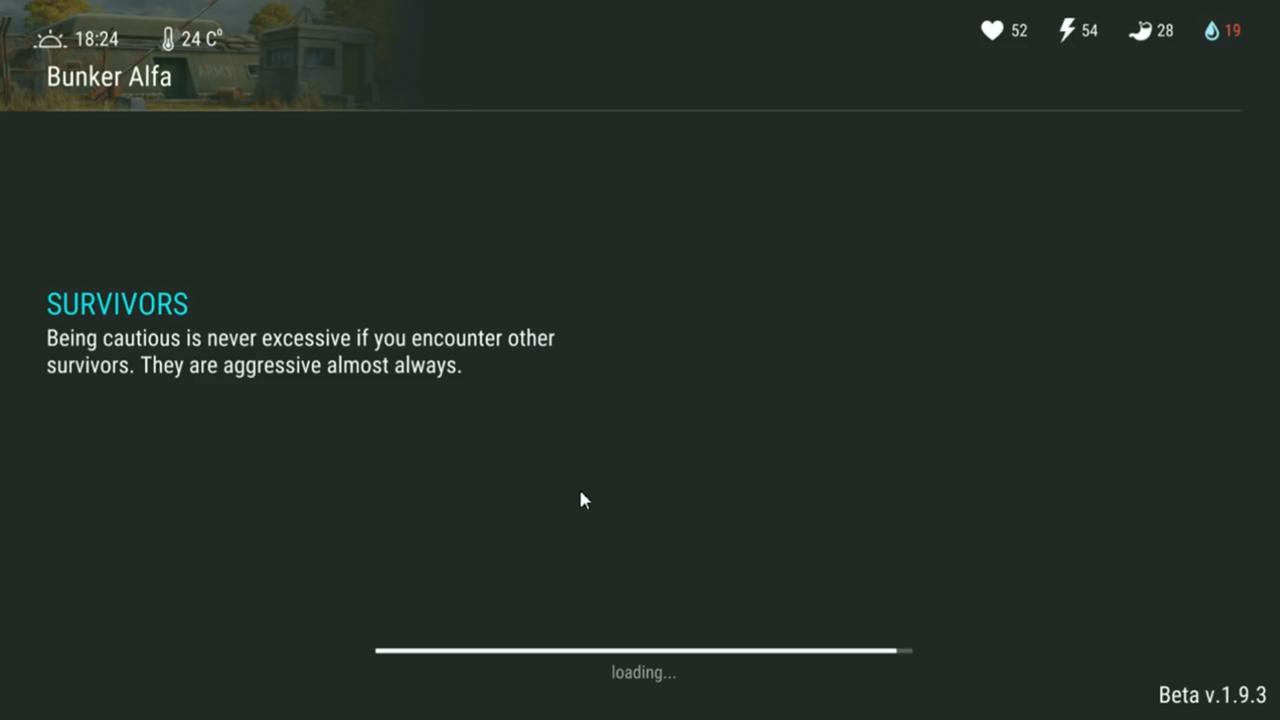 18:24 24 C°
52 54 28 19
ARMY
Bunker Alfa
SURVIVORS
Being cautious is never excessive if you encounter other
survivors. They are aggressive almost always.
loading...
Beta v.1.9.3